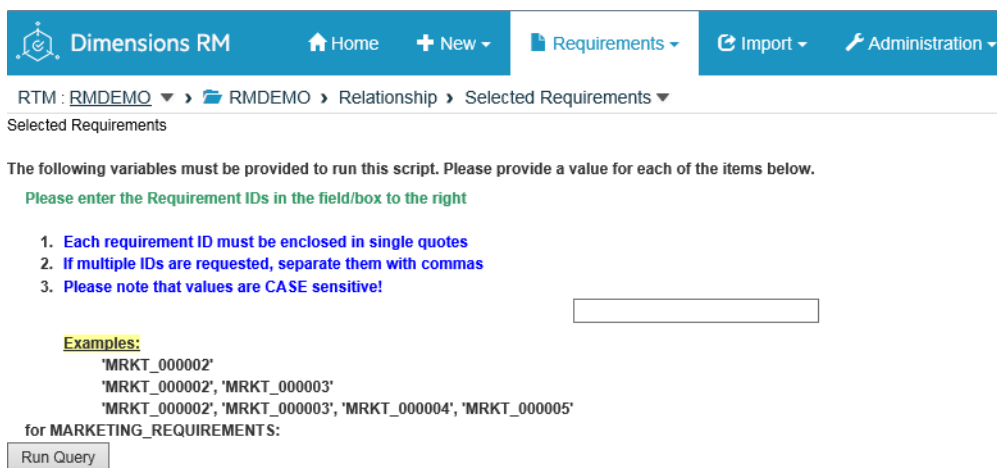 Dimensions RM Home New Requirements Import Administration
RTM : RMDEMO › RMDEMO › Relationship › Selected Requirements
Selected Requirements
The following variables must be provided to run this script. Please provide a value for each of the items below.
Please enter the Requirement IDs in the field/box to the right
1. Each requirement ID must be enclosed in single quotes
2. If multiple IDs are requested, separate them with commas
3. Please note that values are CASE sensitive!
Examples:
'MRKT_000002'
'MRKT_000002', 'MRKT_000003'
'MRKT_000002', 'MRKT_000003', 'MRKT_000004', 'MRKT_000005'
for MARKETING_REQUIREMENTS:
Run Query